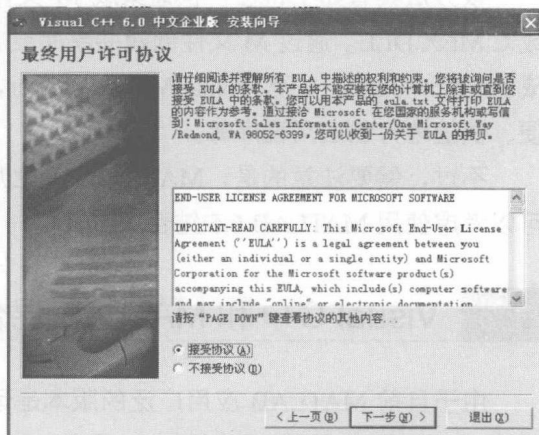 Visual C++ 6.0 中文企业版 安装向导
最终用户许可协议
请仔细阅读并理解所有 EULA 中描述的权利和约束。您将该询问是否
接受 EULA 的条款。本产品将不能安装在您的计算机上除非或直到您
接受 EULA 中的条款。您可以用本产品的 eula.txt 文件打印 EULA
的内容作为参考。通过接洽 Microsoft 在您国家的服务机构或写信
到：Microsoft Sales Information Center/One Microsoft Way
/Redmond, WA 98052-6399，您可以收到一份关于 EULA 的拷贝。
END-USER LICENSE AGREEMENT FOR MICROSOFT SOFTWARE
IMPORTANT-READ CAREFULLY: This Microsoft End-User License
Agreement (''EULA'') is a legal agreement between you
(either an individual or a single entity) and Microsoft
Corporation for the Microsoft software product(s)
accompanying this EULA, which include(s) computer software
and may include "online" or electronic documentation
请按“PAGE DOWN”键查看协议的其他内容...
接受协议(A)
不接受协议(D)
< 上一页(B)
下一步(N) >
退出(X)